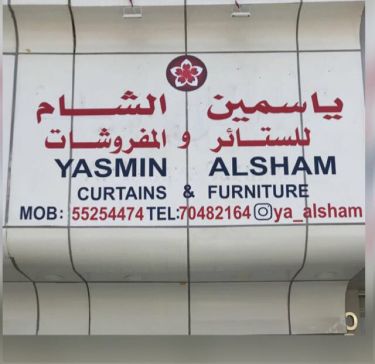 ياسمين الشام
للستائر و المفروشات
YASMIN ALSHAM
CURTAINS & FURNITURE
MOB: 55254474 TEL:70482164 ya_alsham